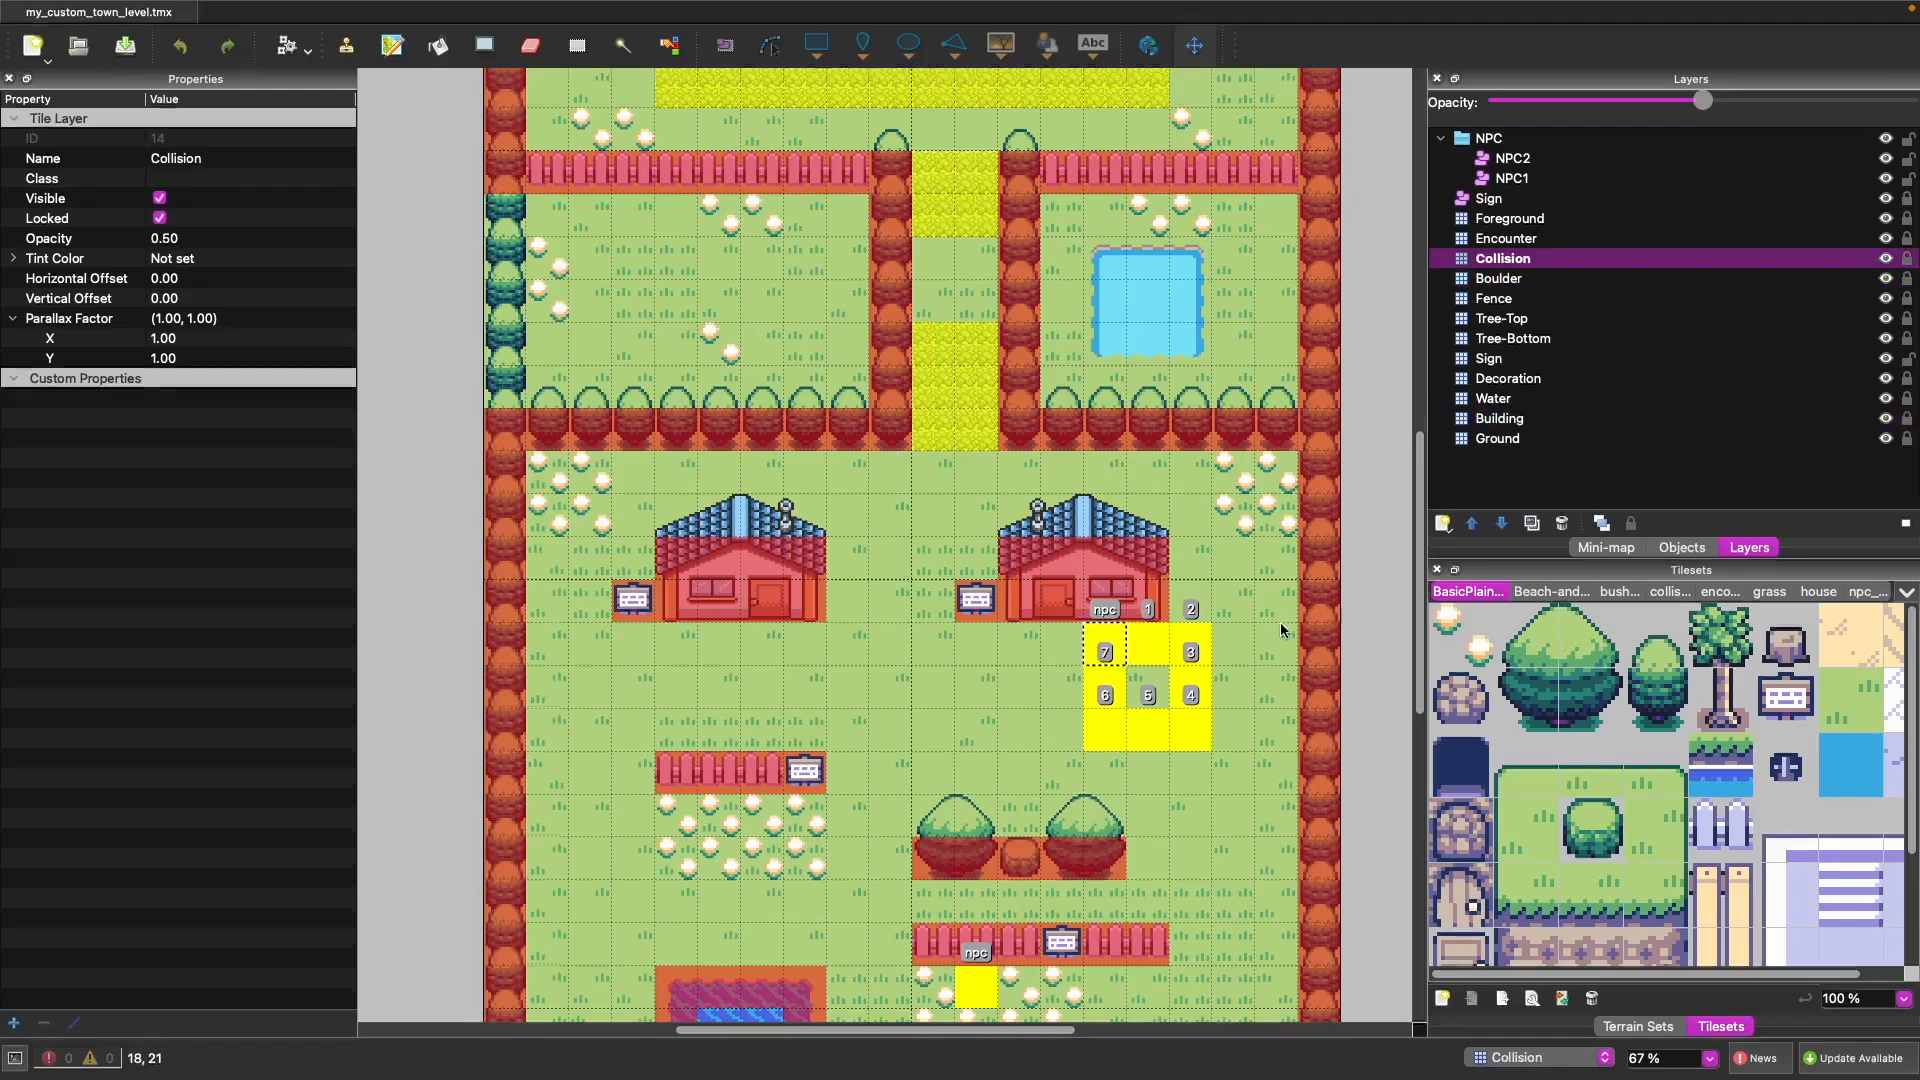 my_custom_town_level.tmx
Abc
Properties
Property Value
Tile Layer
ID 14
Name Collision
Class
Visible
Locked
Opacity 0.50
Tint Color Not set
Horizontal Offset 0.00
Vertical Offset 0.00
Parallax Factor (1.00, 1.00)
X 1.00
Y 1.00
Custom Properties
npc 1 2
7 3
6 5 4
npc
Layers
Opacity:
NPC
NPC2
NPC1
Sign
Foreground
Encounter
Collision
Boulder
Fence
Tree-Top
Tree-Bottom
Sign
Decoration
Water
Building
Ground
Mini-map Objects Layers
Tilesets
BasicPlain... Beach-and... bush... collis... enco... grass house npc_...
100 %
Terrain Sets Tilesets
0 0 18, 21
Collision 67 % News Update Available